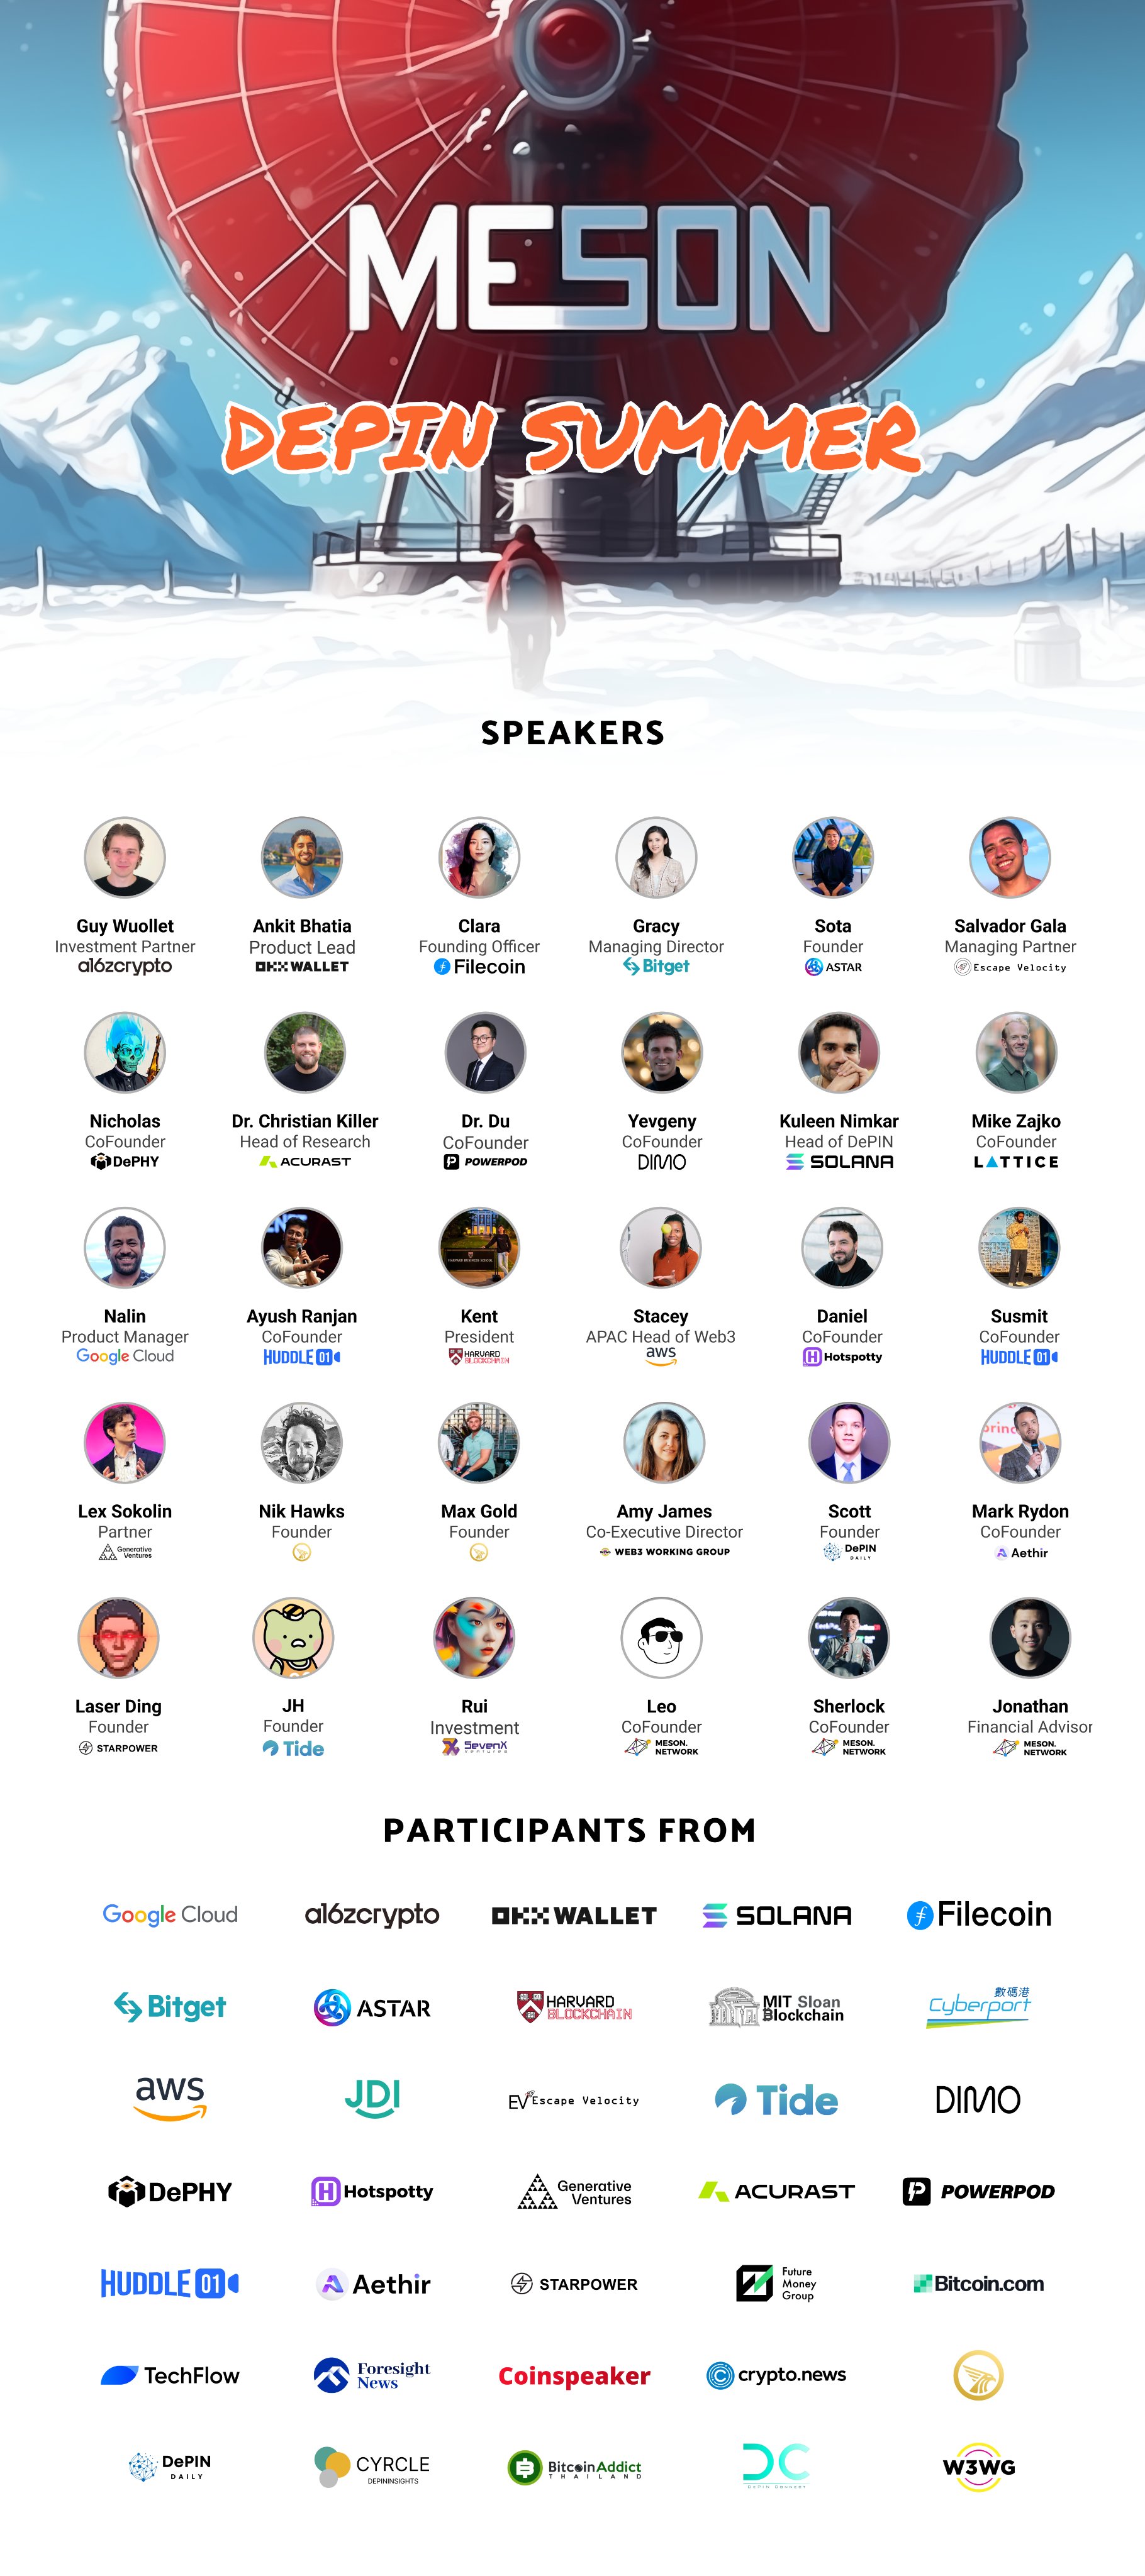 MESON
DEPIN SUMMER
SPEAKERS
Guy Wuollet
Investment Partner
a16zcrypto
Ankit Bhatia
Product Lead
OKX WALLET
Clara
Founding Officer
Filecoin
Gracy
Managing Director
Bitget
Sota
Founder
ASTAR
Salvador Gala
Managing Partner
Escape Velocity
Nicholas
CoFounder
DePHY
Dr. Christian Killer
Head of Research
ACURAST
Dr. Du
CoFounder
POWERPOD
Yevgeny
CoFounder
DIMO
Kuleen Nimkar
Head of DePIN
SOLANA
Mike Zajko
CoFounder
LATTICE
Nalin
Product Manager
Google Cloud
Ayush Ranjan
CoFounder
HUDDLE 01
Kent
President
HARVARD
BLOCKCHAIN
Stacey
APAC Head of Web3
aws
Daniel
CoFounder
Hotspotty
Susmit
CoFounder
HUDDLE 01
Lex Sokolin
Partner
Generative
Ventures
Nik Hawks
Founder
Max Gold
Founder
Amy James
Co-Executive Director
WEB3 WORKING GROUP
Scott
Founder
DePIN
DAILY
Mark Rydon
CoFounder
Aethir
Laser Ding
Founder
STARPOWER
JH
Founder
Tide
Rui
Investment
SevenX
ventures
Leo
CoFounder
MESON.
NETWORK
Sherlock
CoFounder
MESON.
NETWORK
Jonathan
Financial Advisor
MESON.
NETWORK
PARTICIPANTS FROM
Google Cloud
a16zcrypto
OKX WALLET
SOLANA
Filecoin
Bitget
ASTAR
HARVARD
BLOCKCHAIN
MIT Sloan
Blockchain
數碼港
Cyberport
aws
JDI
EV Escape Velocity
Tide
DIMO
DePHY
Hotspotty
Generative
Ventures
ACURAST
POWERPOD
HUDDLE 01
Aethir
STARPOWER
Future
Money
Group
Bitcoin.com
TechFlow
Foresight
News
Coinspeaker
crypto.news
DePIN
DAILY
CYRCLE
DEPININSIGHTS
BitcoinAddict
THAILAND
DC
DePIN Connect
W3WG